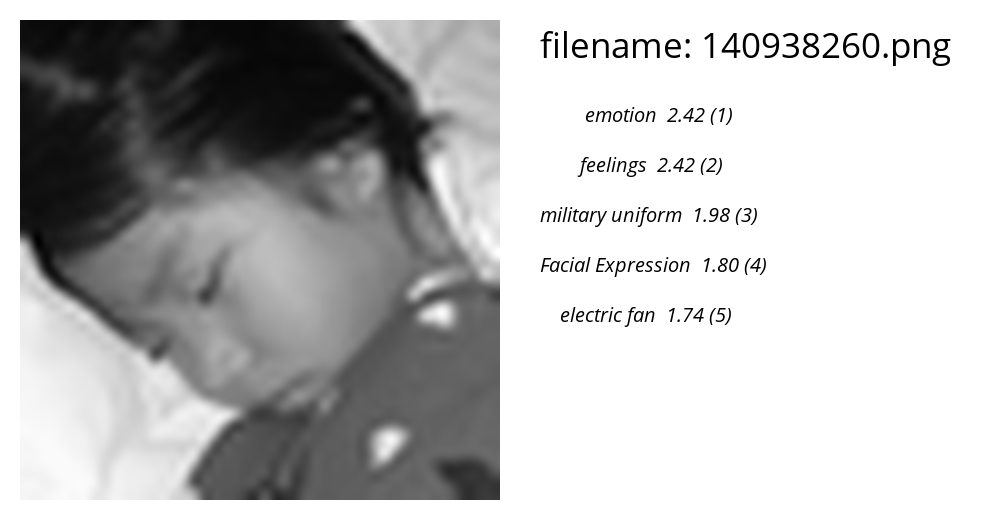 filename: 140938260.png
emotion 2.42 (1)
feelings 2.42 (2)
military uniform 1.98 (3)
Facial Expression 1.80 (4)
electric fan 1.74 (5)